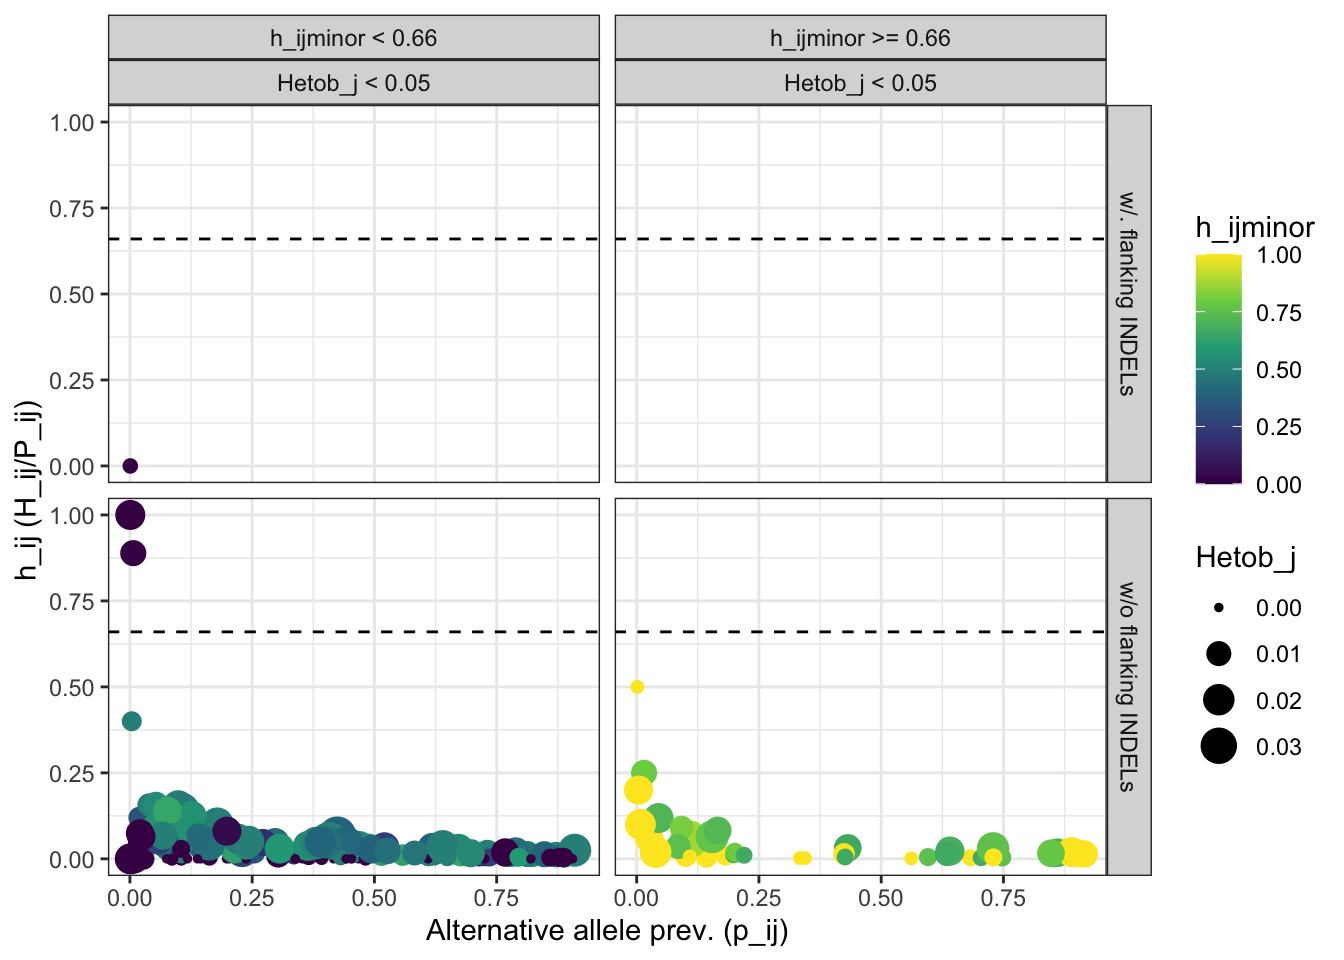 h_ijminor < 0.66
h_ijminor >= 0.66
Hetob_j < 0.05
Hetob_j < 0.05
1.00
0.75
0.50
0.25
0.00
w/. flanking INDELs
1.00
0.75
0.50
0.25
0.00
w/o flanking INDELs
h_ij (H_ij/P_ij)
0.00
0.25
0.50
0.75
0.00
0.25
0.50
0.75
Alternative allele prev. (p_ij)
h_ijminor
1.00
0.75
0.50
0.25
0.00
Hetob_j
0.00
0.01
0.02
0.03